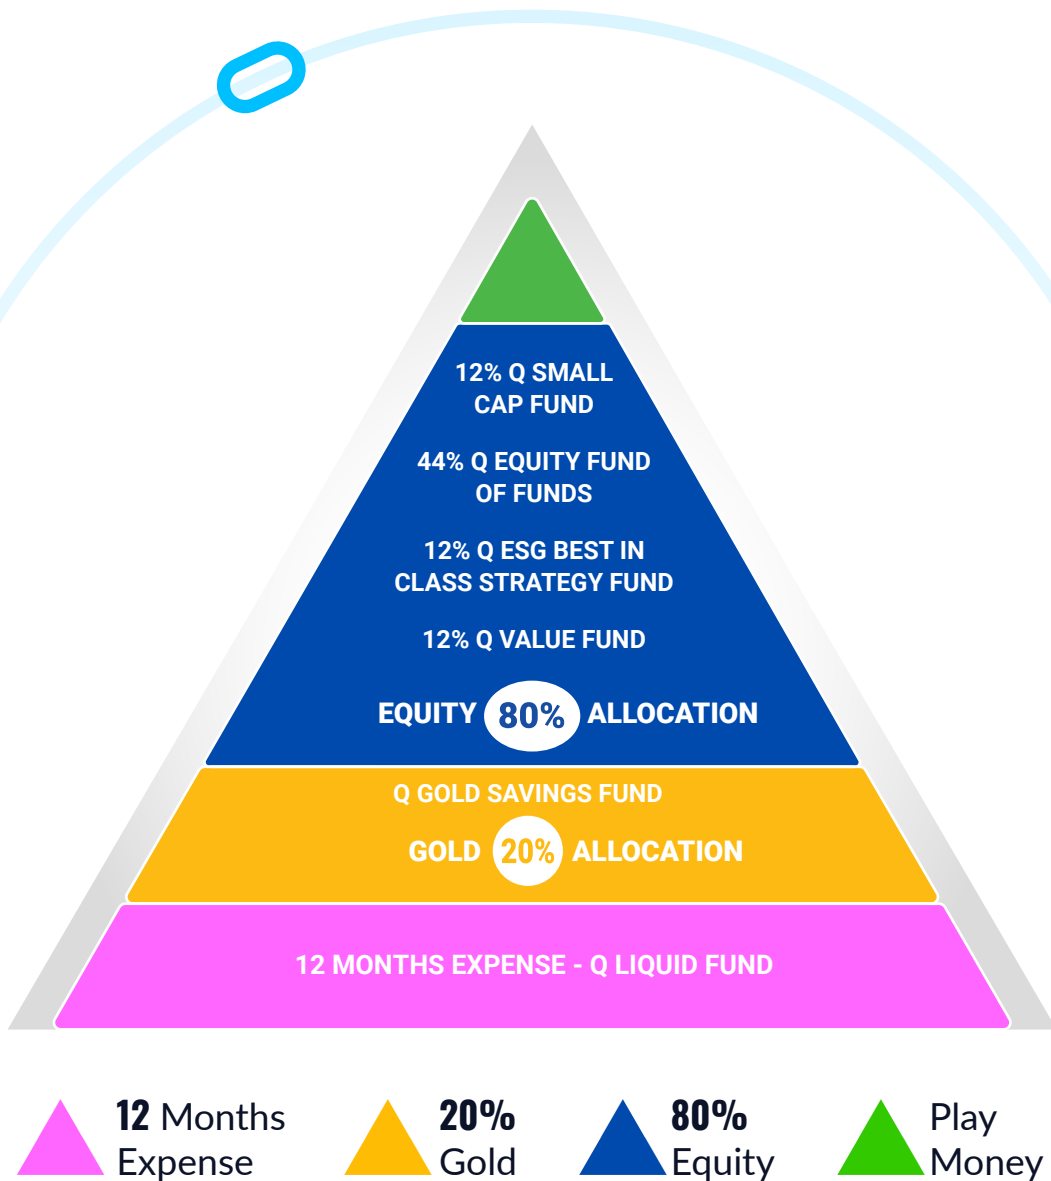 12% Q SMALL
CAP FUND
44% Q EQUITY FUND
OF FUNDS
12% Q ESG BEST IN
CLASS STRATEGY FUND
12% Q VALUE FUND
EQUITY 80% ALLOCATION
Q GOLD SAVINGS FUND
GOLD 20% ALLOCATION
12 MONTHS EXPENSE - Q LIQUID FUND
12 Months
Expense
20%
Gold
80%
Equity
Play
Money